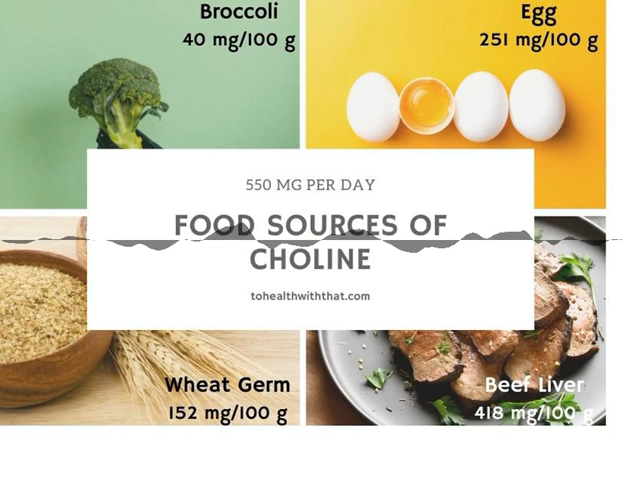 Broccoli
40 mg/100 g
Egg
251 mg/100 g
550 MG PER DAY
FOOD SOURCES OF
CHOLINE
tohealthwiththat.com
Wheat Germ
152 mg/100 g
Beef Liver
418 mg/100 g